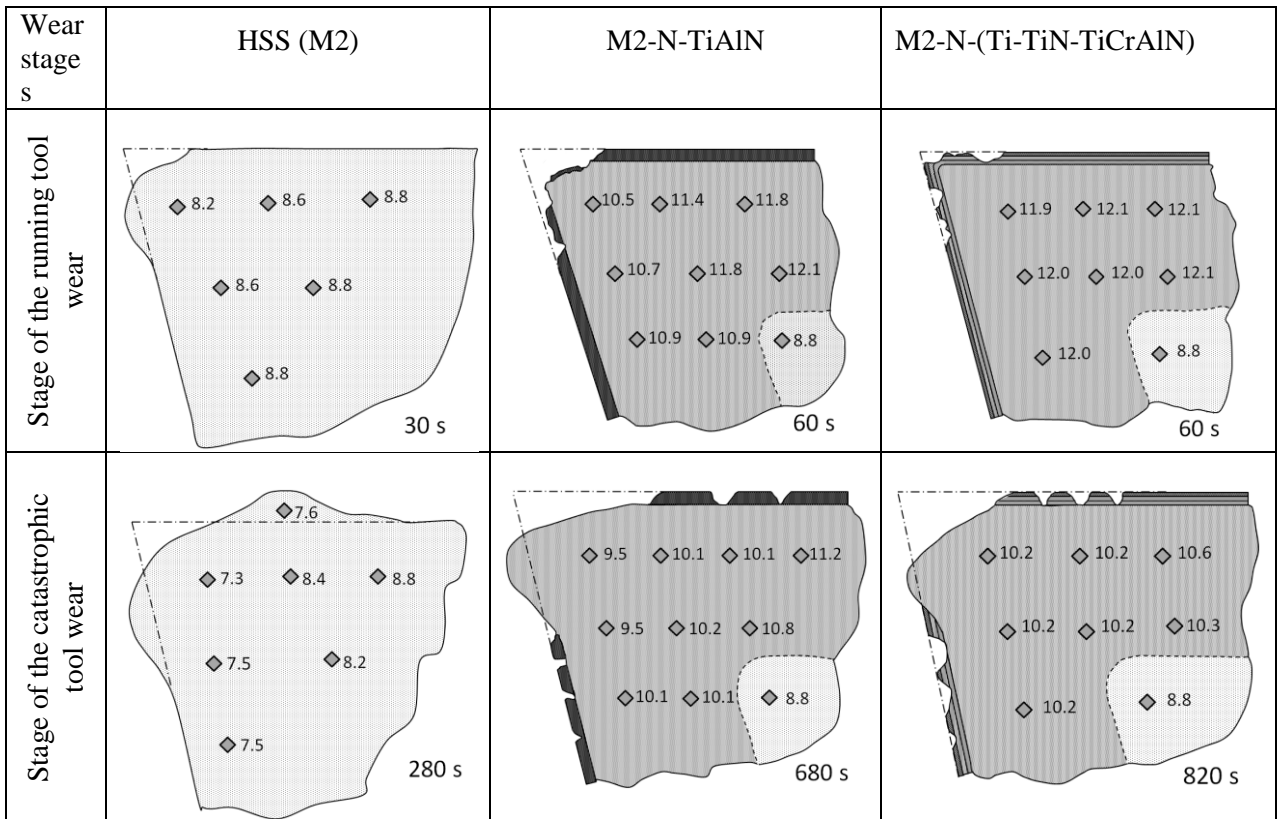 Wear
stage
s
HSS (M2)
M2-N-TiAlN
M2-N-(Ti-TiN-TiCrAlN)
Stage of the running tool
wear
8.2 8.6 8.8
8.6 8.8
8.8
30 s
10.5 11.4 11.8
10.7 11.8 12.1
10.9 10.9 8.8
60 s
11.9 12.1 12.1
12.0 12.0 12.1
12.0 8.8
60 s
Stage of the catastrophic
tool wear
7.6
7.3 8.4 8.8
7.5 8.2
7.5
280 s
9.5 10.1 10.1 11.2
9.5 10.2 10.8
10.1 10.1 8.8
680 s
10.2 10.2 10.6
10.2 10.2 10.3
10.2 8.8
820 s